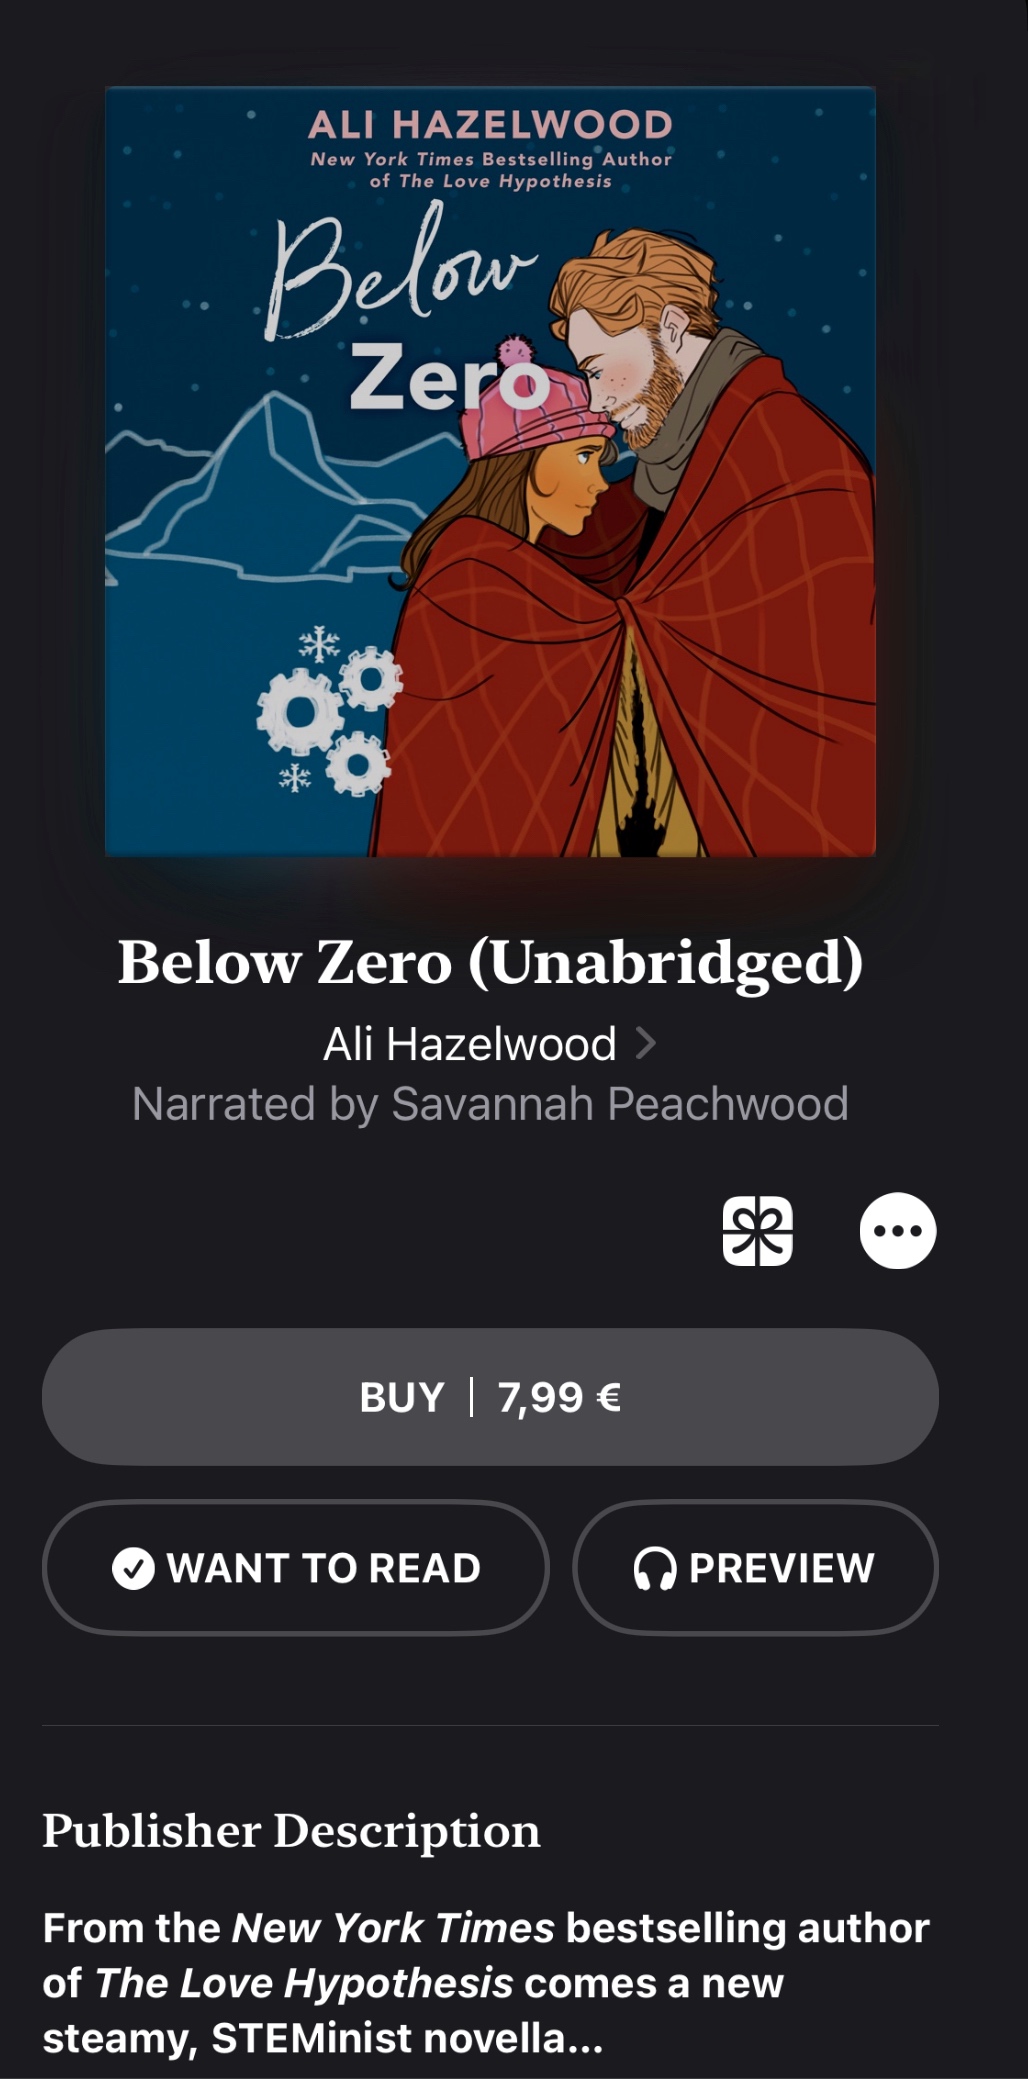 ALI HAZELWOOD
New York Times Bestselling Author
of The Love Hypothesis
Below
Zero
Below Zero (Unabridged)
Ali Hazelwood >
Narrated by Savannah Peachwood
BUY | 7,99 €
WANT TO READ
PREVIEW
Publisher Description
From the New York Times bestselling author
of The Love Hypothesis comes a new
steamy, STEMinist novella...